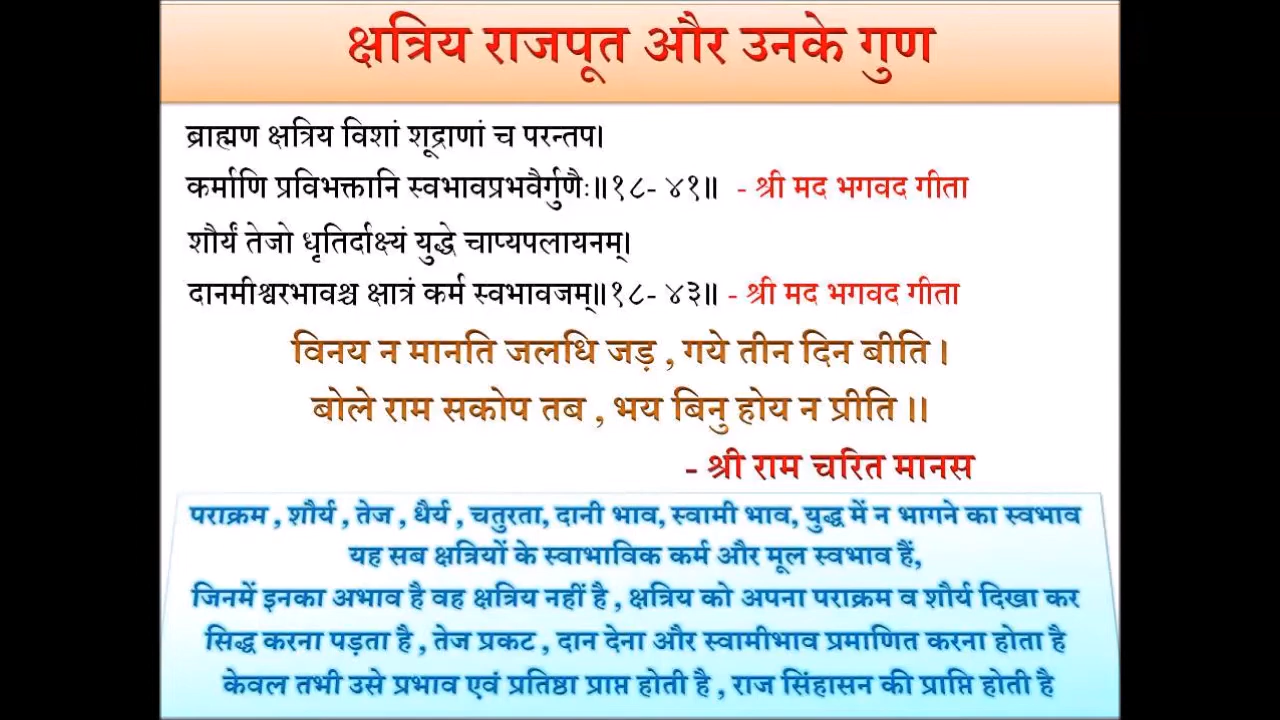 क्षत्रिय राजपूत और उनके गुण
ब्राह्मण क्षत्रिय विशां शूद्राणां च परन्तप।
कर्माणि प्रविभक्तानि स्वभावप्रभवैर्गुणैः॥१८- ४१॥ - श्री मद भगवद गीता
शौर्यं तेजो धृतिर्दाक्ष्यं युद्धे चाप्यपलायनम्।
दानमीश्वरभावश्च क्षात्रं कर्म स्वभावजम्॥१८- ४३॥ - श्री मद भगवद गीता
विनय न मानति जलधि जड़ , गये तीन दिन बीति ।
बोले राम सकोप तब , भय बिनु होय न प्रीति ।।
- श्री राम चरित मानस
पराक्रम , शौर्य , तेज , धैर्य , चतुरता, दानी भाव, स्वामी भाव, युद्ध में न भागने का स्वभाव
यह सब क्षत्रियों के स्वाभाविक कर्म और मूल स्वभाव हैं,
जिनमें इनका अभाव है वह क्षत्रिय नहीं है , क्षत्रिय को अपना पराक्रम व शौर्य दिखा कर
सिद्ध करना पड़ता है , तेज प्रकट , दान देना और स्वामीभाव प्रमाणित करना होता है
केवल तभी उसे प्रभाव एवं प्रतिष्ठा प्राप्त होती है , राज सिंहासन की प्राप्ति होती है